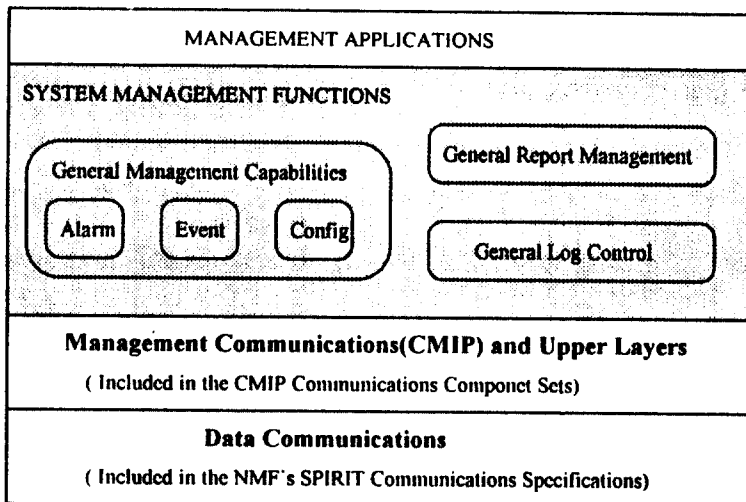 MANAGEMENT APPLICATIONS
SYSTEM MANAGEMENT FUNCTIONS
General Management Capabilities
Alarm
Event
Config
General Report Management
General Log Control
Management Communications(CMIP) and Upper Layers
( Included in the CMIP Communications Componet Sets)
Data Communications
( Included in the NMF's SPIRIT Communications Specifications)